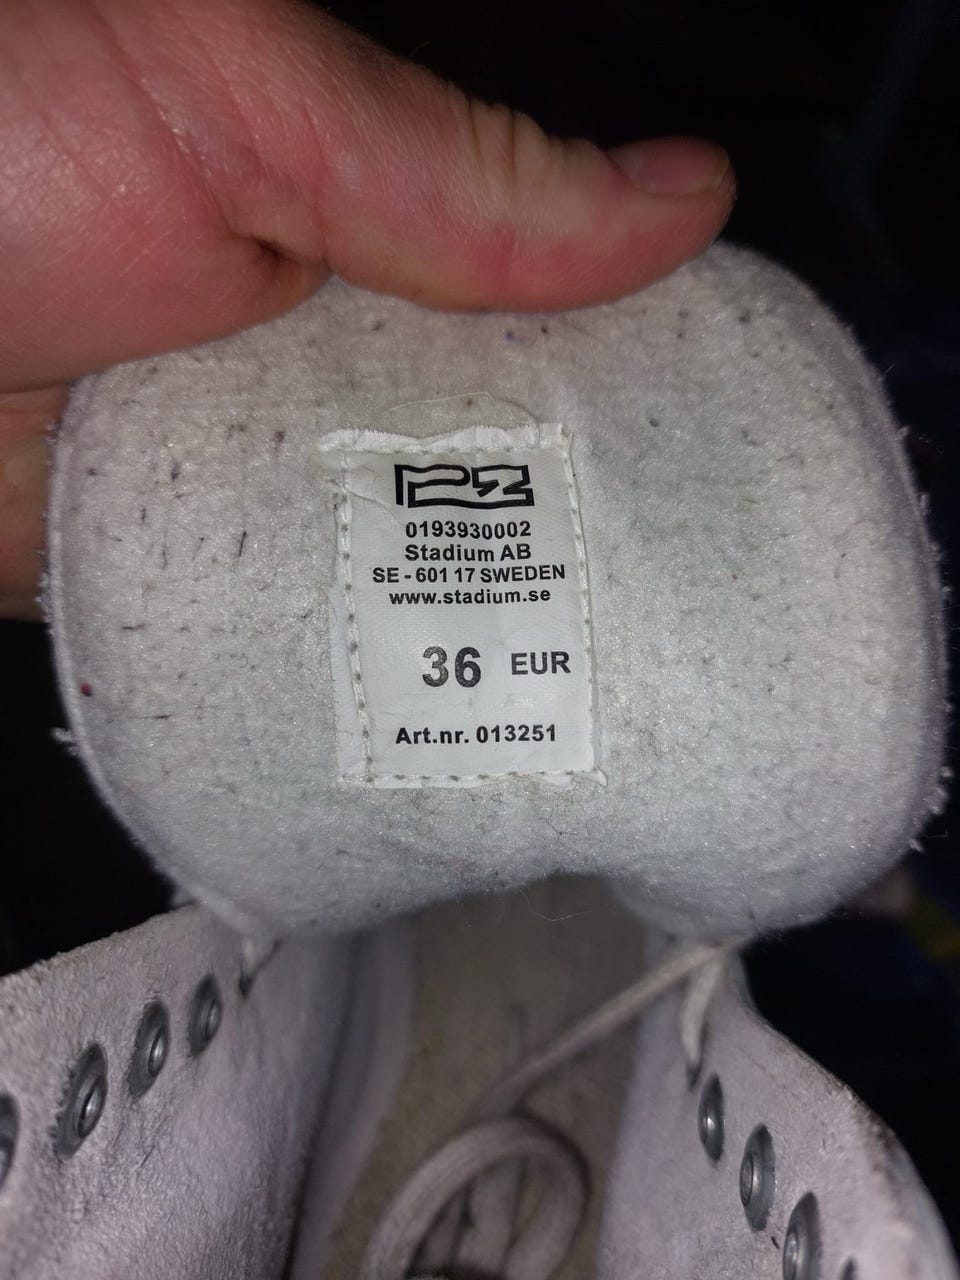 0193930002
Stadium AB
SE - 601 17 SWEDEN
www.stadium.se
36 EUR
Art.nr. 013251